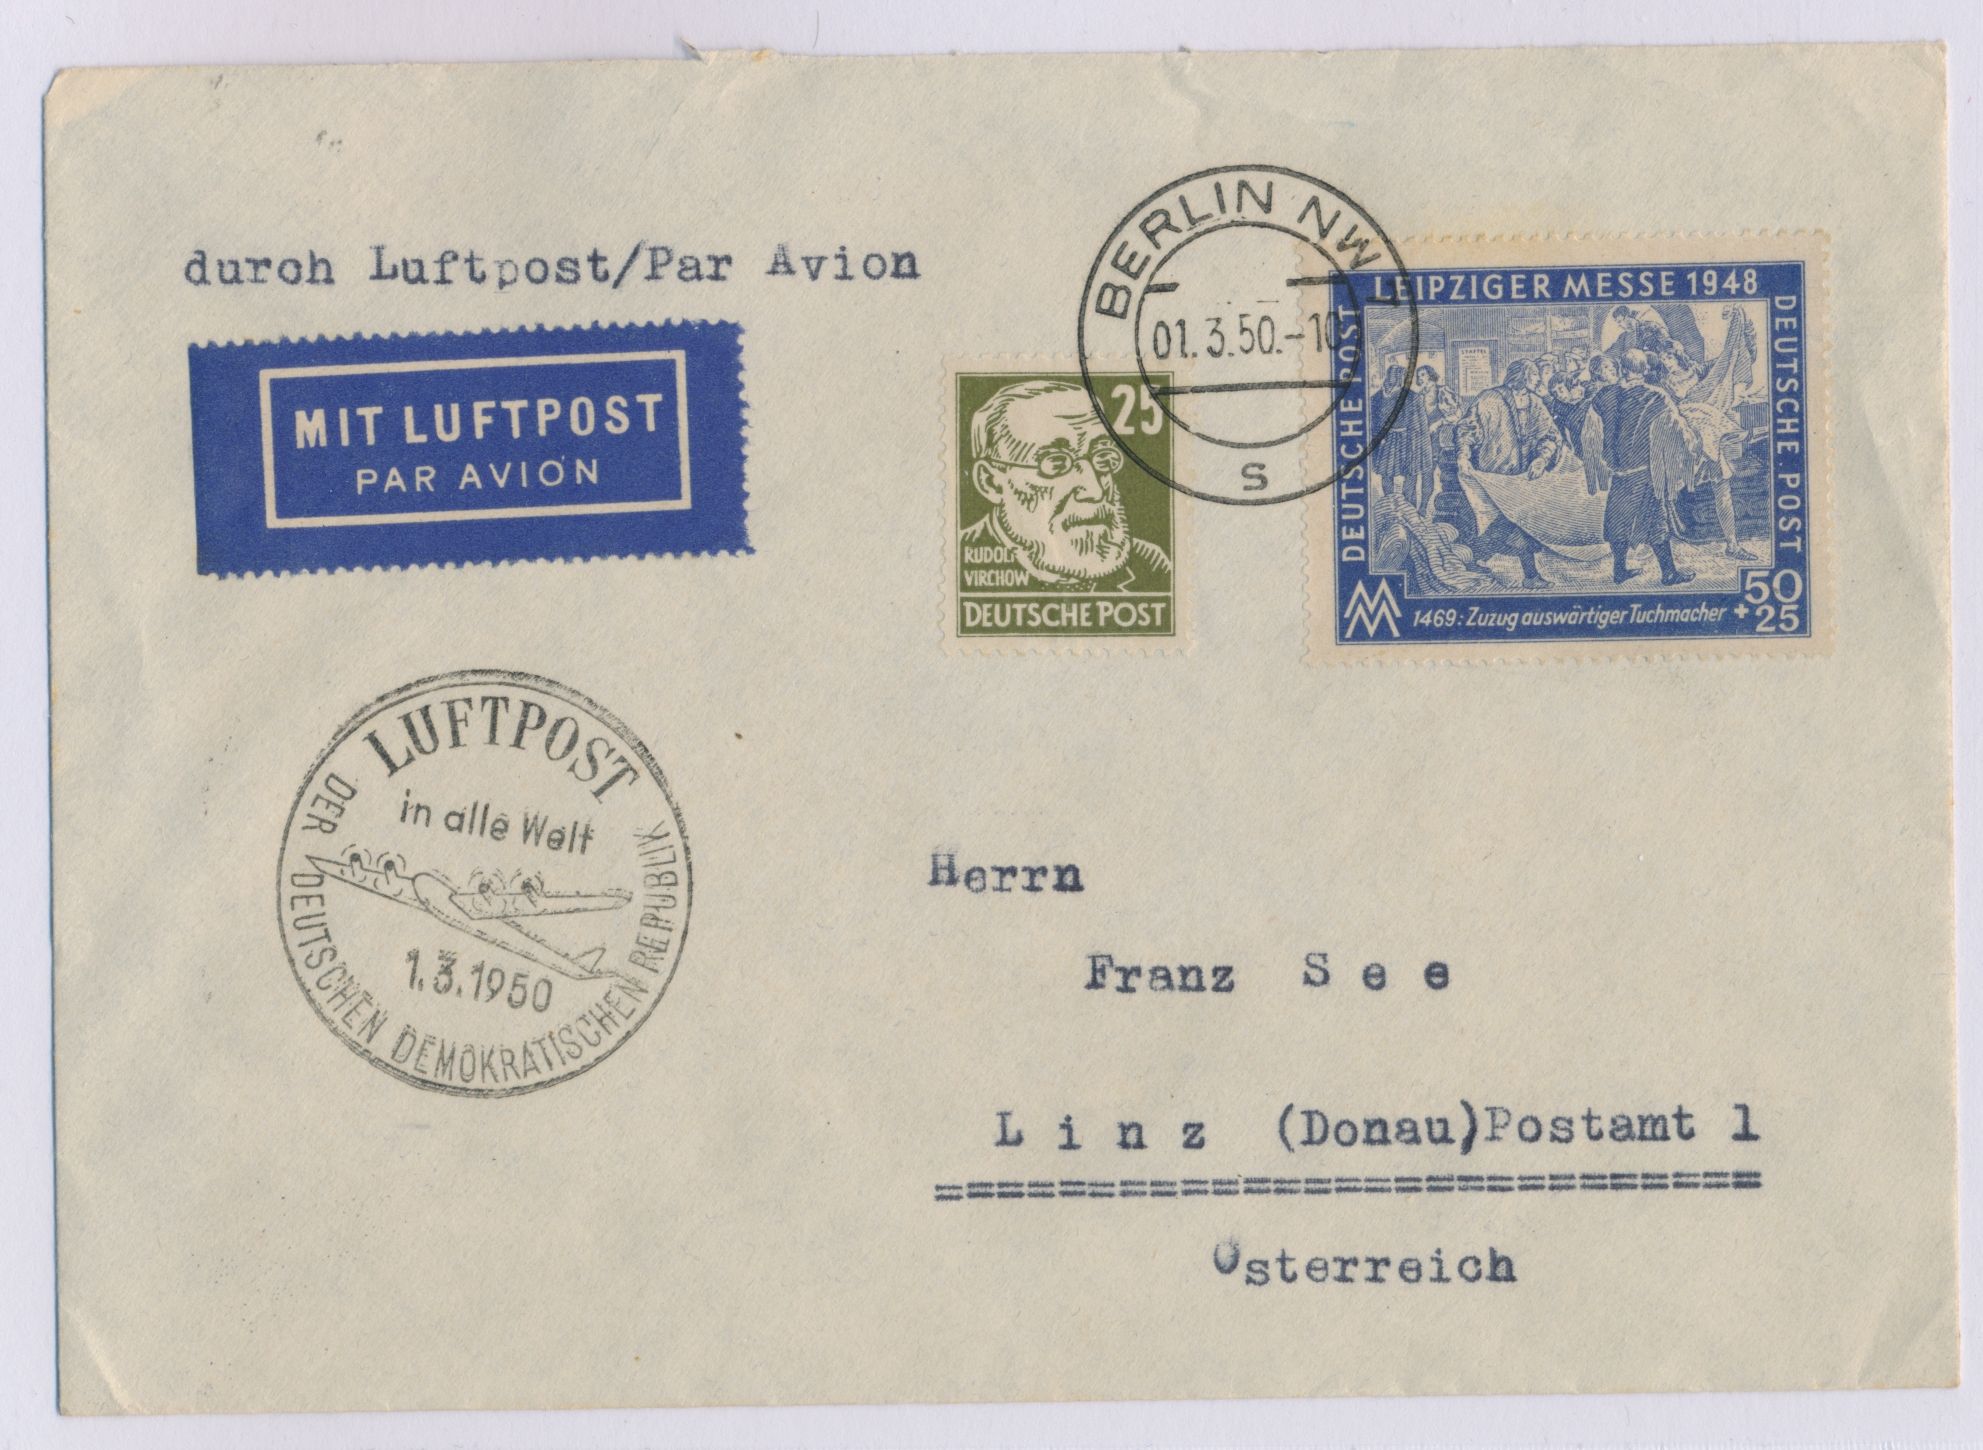 durch Luftpost/Par Avion
MIT LUFTPOST
PAR AVION
BERLIN NW 7
01.3.50.-10
s
25
RUDOLF
VIRCHOW
DEUTSCHE POST
LEIPZIGER MESSE 1948
DEUTSCHE POST
DEUTSCHE POST
50
+25
1469: Zuzug auswärtiger Tuchmacher
LUFTPOST
in alle Welt
1.3.1950
DER DEUTSCHEN DEMOKRATISCHEN REPUBLIK
Herrn
Franz See
Linz (Donau)Postamt 1
===========================
Österreich